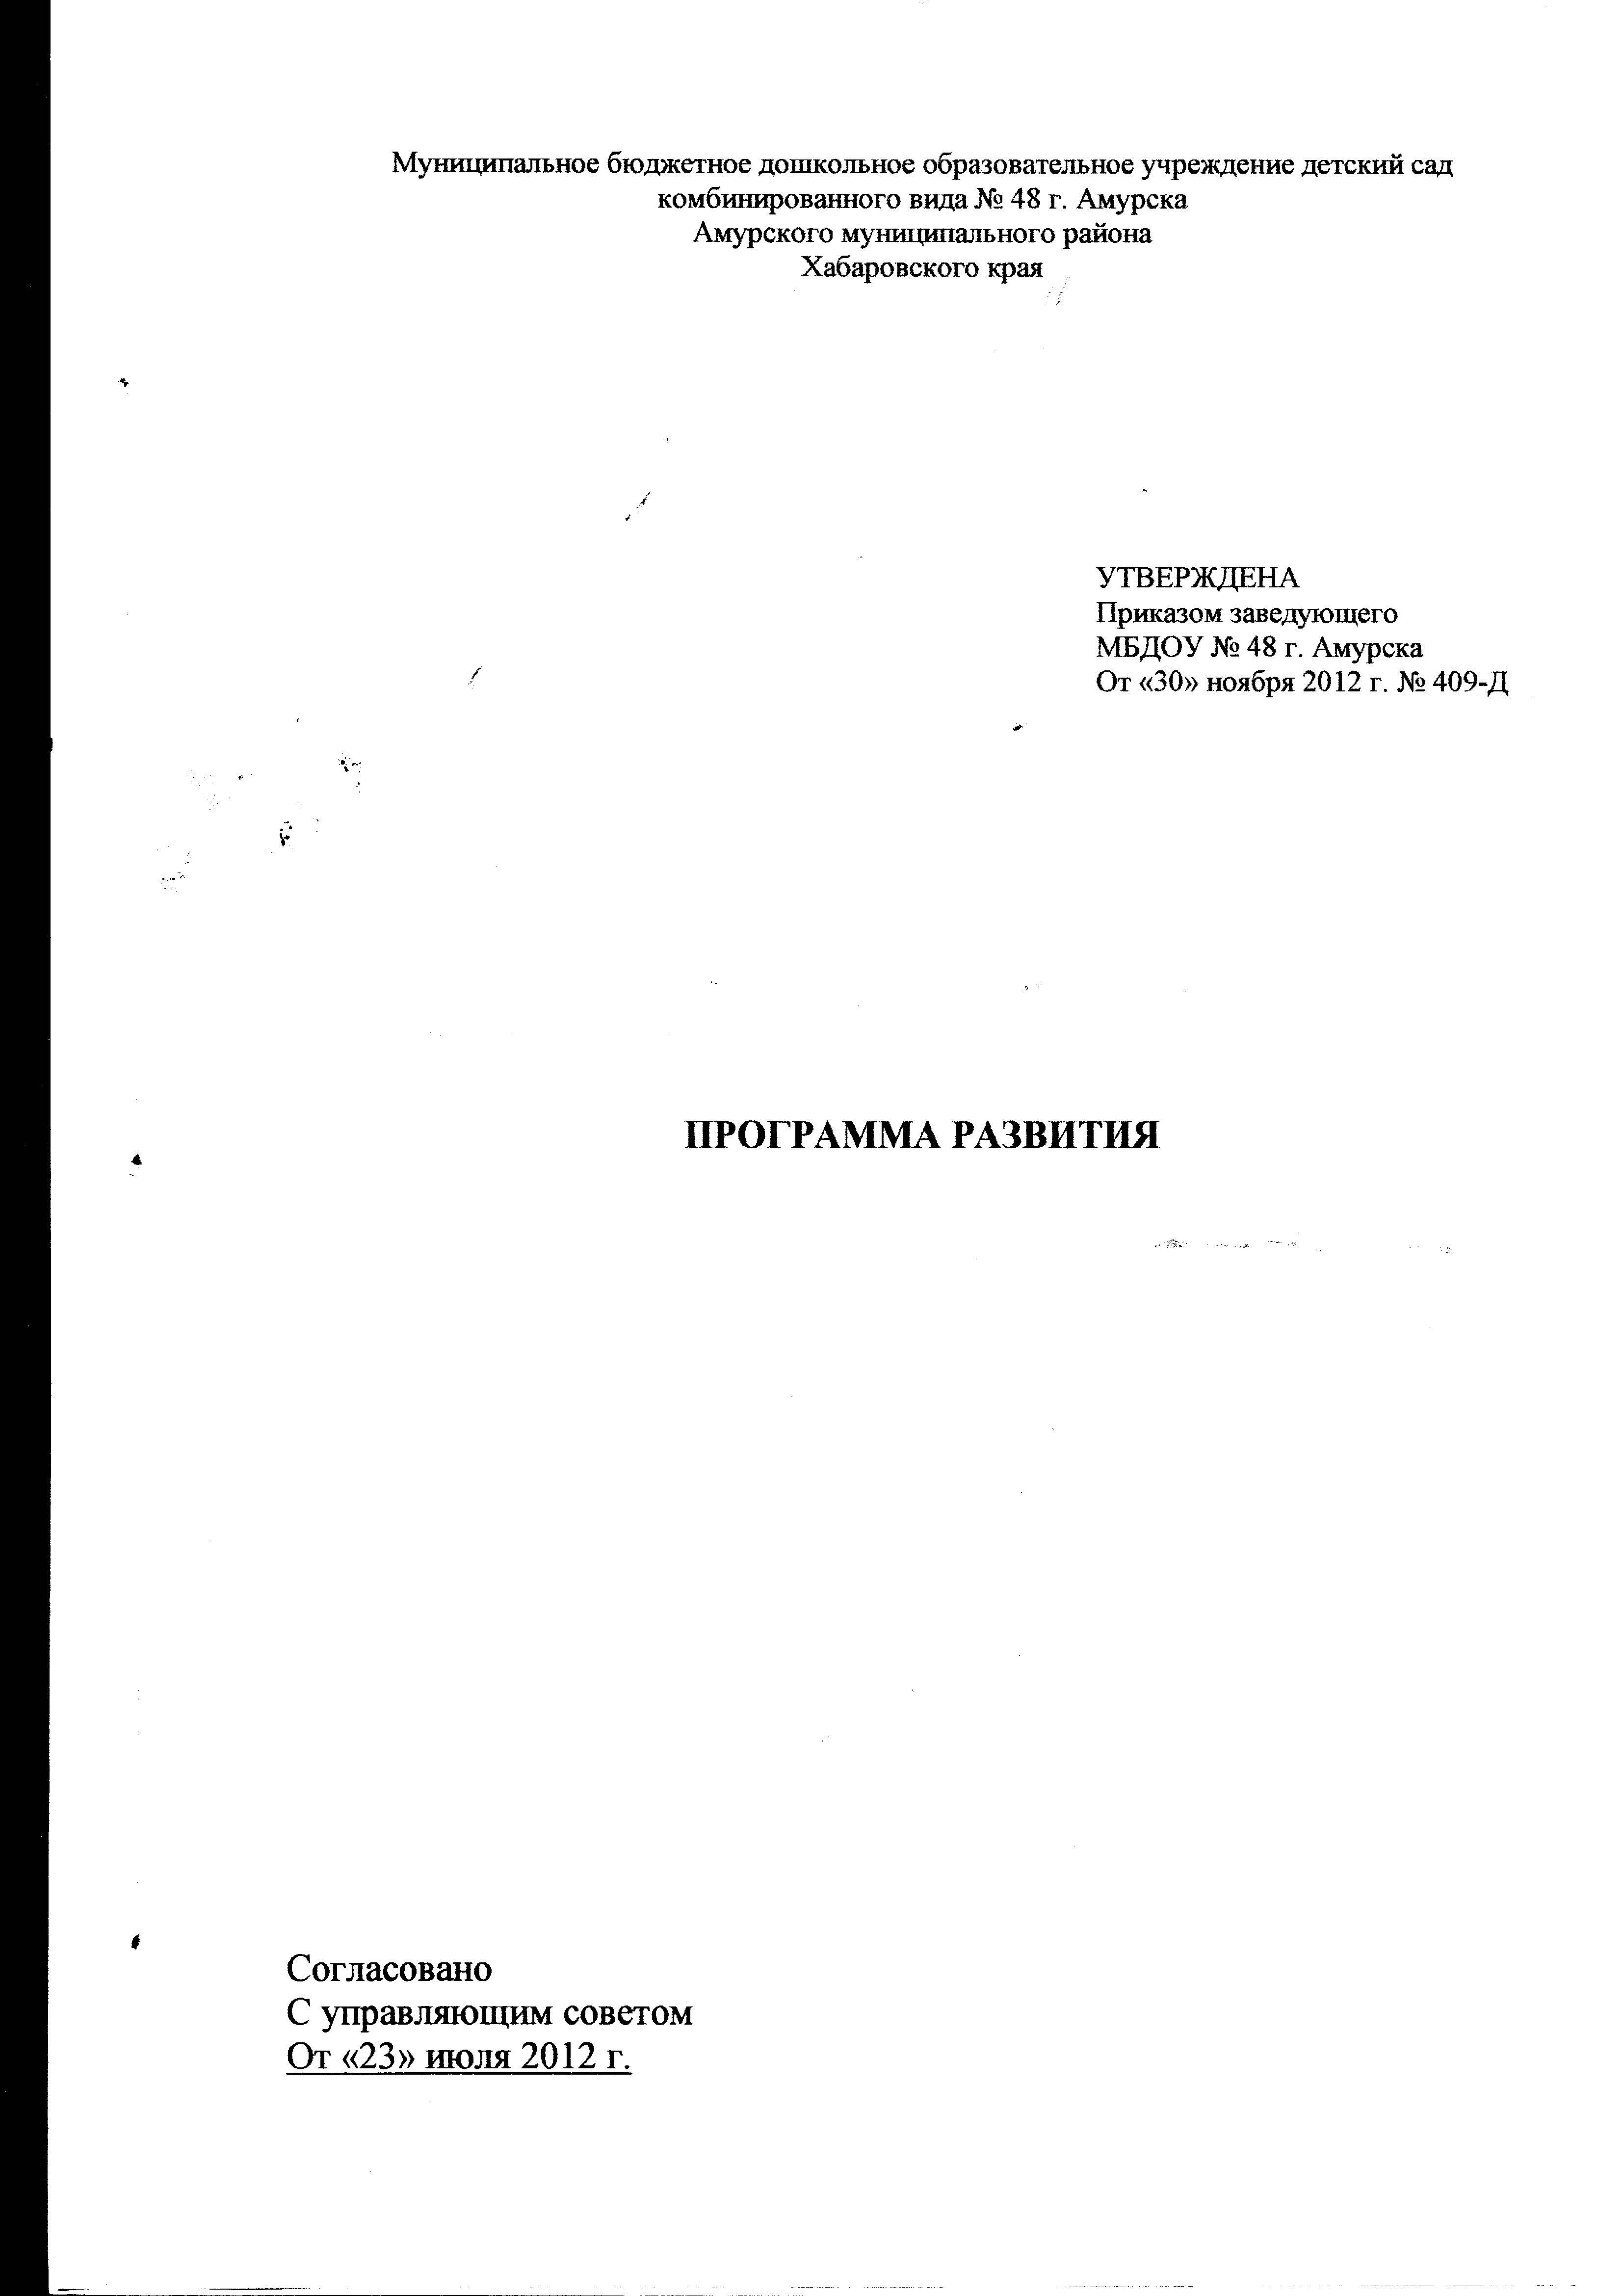 Муниципальное бюджетное дошкольное образовательное учреждение детский сад
комбинированного вида № 48 г. Амурска
Амурского муниципального района
Хабаровского края
УТВЕРЖДЕНА
Приказом заведующего
МБДОУ № 48 г. Амурска
От «30» ноября 2012 г. № 409-Д
ПРОГРАММА РАЗВИТИЯ
Согласовано
С управляющим советом
От «23» июля 2012 г.